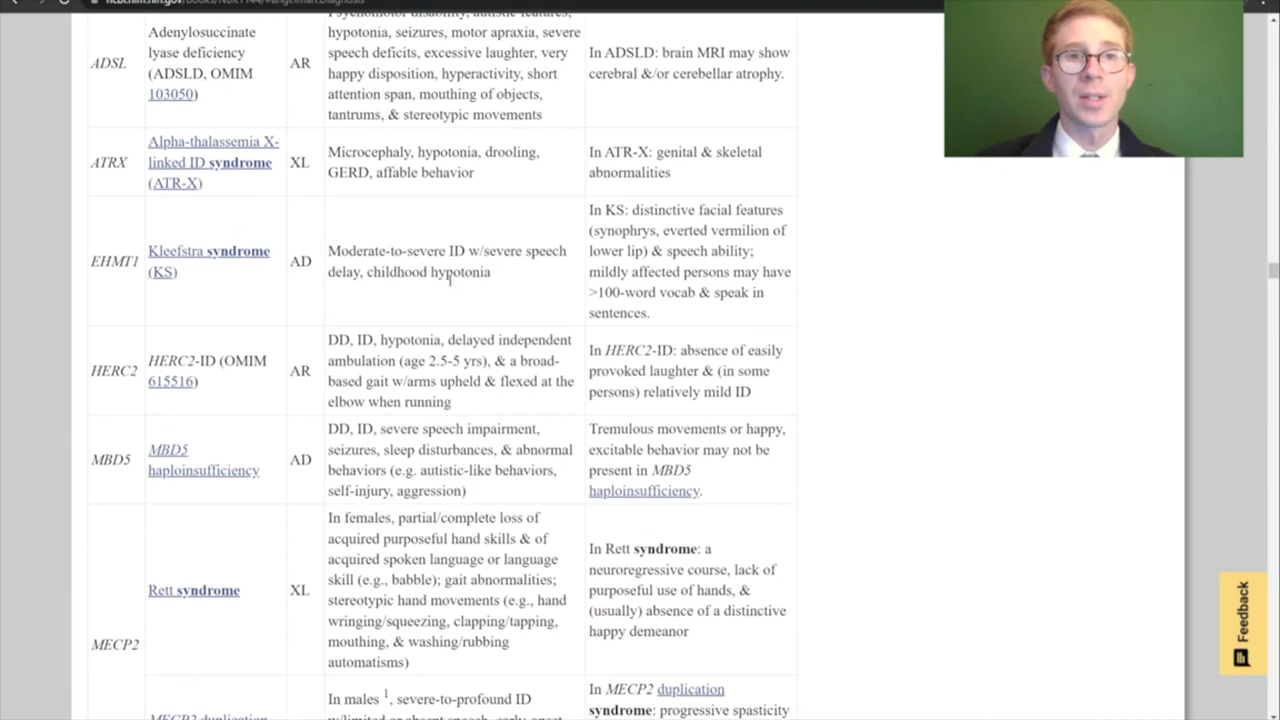 ADSL
Adenylosuccinate
lyase deficiency
(ADSLD, OMIM
103050)
AR
Psychomotor disability, autistic features,
hypotonia, seizures, motor apraxia, severe
speech deficits, excessive laughter, very
happy disposition, hyperactivity, short
attention span, mouthing of objects,
tantrums, & stereotypic movements
In ADSLD: brain MRI may show
cerebral &/or cerebellar atrophy.
ATRX
Alpha-thalassemia X-
linked ID syndrome
(ATR-X)
XL
Microcephaly, hypotonia, drooling,
GERD, affable behavior
In ATR-X: genital & skeletal
abnormalities
EHMT1
Kleefstra syndrome
(KS)
AD
Moderate-to-severe ID w/severe speech
delay, childhood hypotonia
In KS: distinctive facial features
(synophrys, everted vermilion of
lower lip) & speech ability;
mildly affected persons may have
>100-word vocab & speak in
sentences.
HERC2
HERC2-ID (OMIM
615516)
AR
DD, ID, hypotonia, delayed independent
ambulation (age 2.5-5 yrs), & a broad-
based gait w/arms upheld & flexed at the
elbow when running
In HERC2-ID: absence of easily
provoked laughter & (in some
persons) relatively mild ID
MBD5
MBD5
haploinsufficiency
AD
DD, ID, severe speech impairment,
seizures, sleep disturbances, & abnormal
behaviors (e.g. autistic-like behaviors,
self-injury, aggression)
Tremulous movements or happy,
excitable behavior may not be
present in MBD5
haploinsufficiency.
MECP2
Rett syndrome
XL
In females, partial/complete loss of
acquired purposeful hand skills & of
acquired spoken language or language
skill (e.g., babble); gait abnormalities;
stereotypic hand movements (e.g., hand
wringing/squeezing, clapping/tapping,
mouthing, & washing/rubbing
automatisms)
In Rett syndrome: a
neuroregressive course, lack of
purposeful use of hands, &
(usually) absence of a distinctive
happy demeanor
MECP2 duplication
In males 1, severe-to-profound ID
w/limited or absent speech, early-onset
In MECP2 duplication
syndrome: progressive spasticity
Feedback